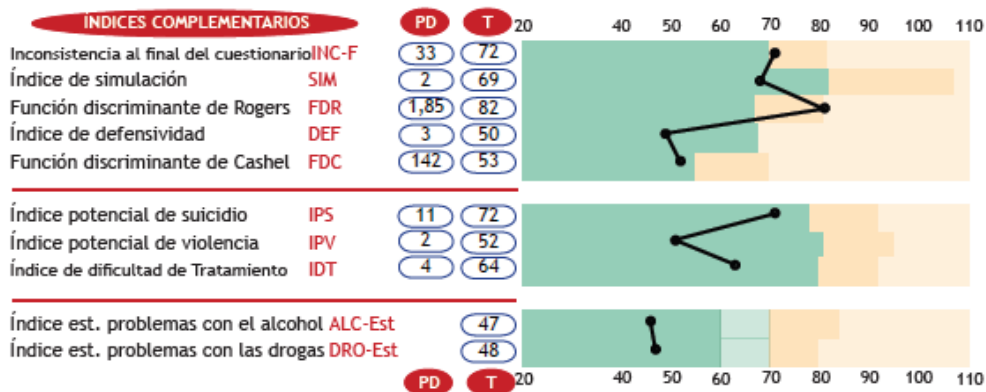 ÍNDICES COMPLEMENTARIOS PD T 20 40 50 60 70 80 90 100 110
Inconsistencia al final del cuestionario INC-F 33 72
Índice de simulación SIM 2 69
Función discriminante de Rogers FDR 1,85 82
Índice de defensividad DEF 3 50
Función discriminante de Cashel FDC 142 53
Índice potencial de suicidio IPS 11 72
Índice potencial de violencia IPV 2 52
Índice de dificultad de Tratamiento IDT 4 64
Índice est. problemas con el alcohol ALC-Est 47
Índice est. problemas con las drogas DRO-Est 48
PD T 20 40 50 60 70 80 90 100 110